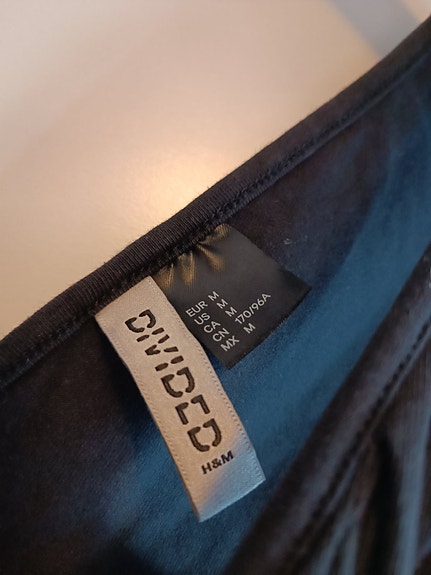 DIVIDED
H&M
EUR M
US M
CA M
CN 170/96A
MX M